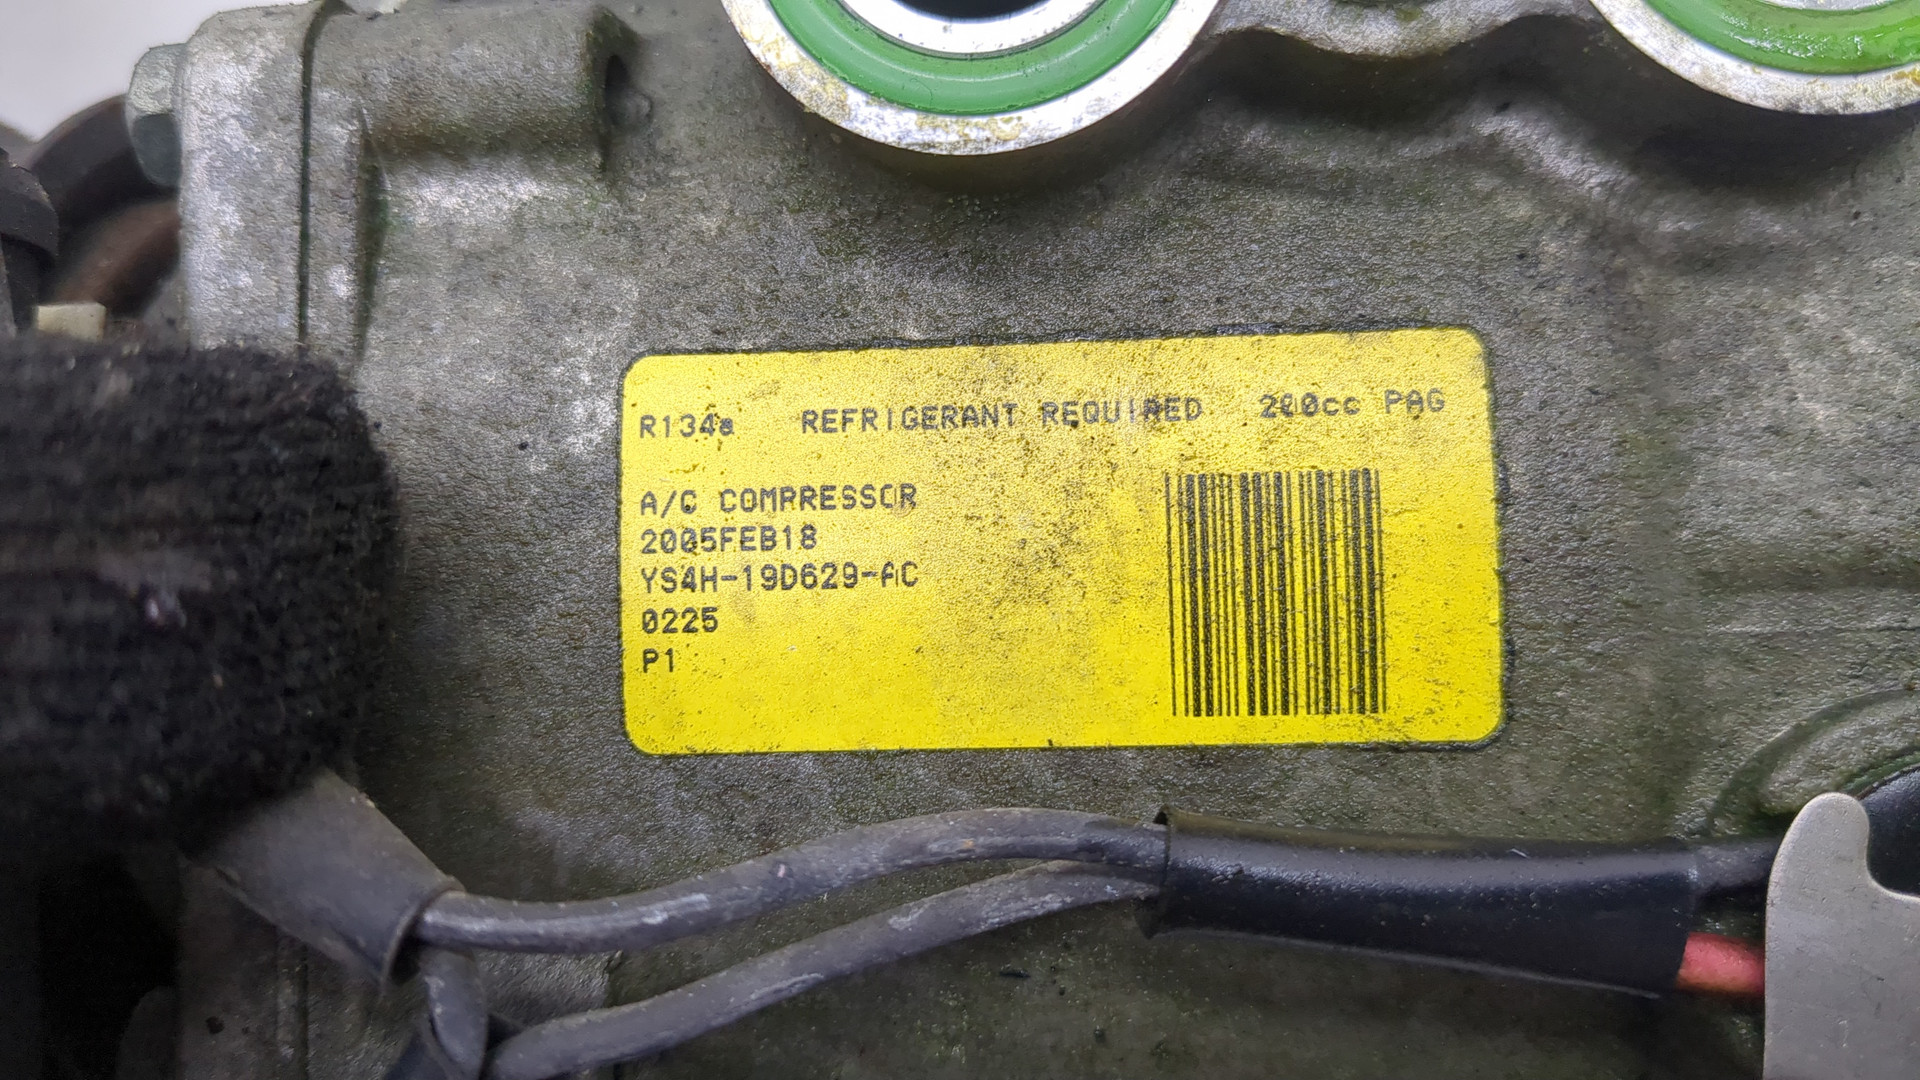 R134a REFRIGERANT REQUIRED 200cc PAG
A/C COMPRESSOR
2005FEB18
YS4H-19D629-AC
0225
P1